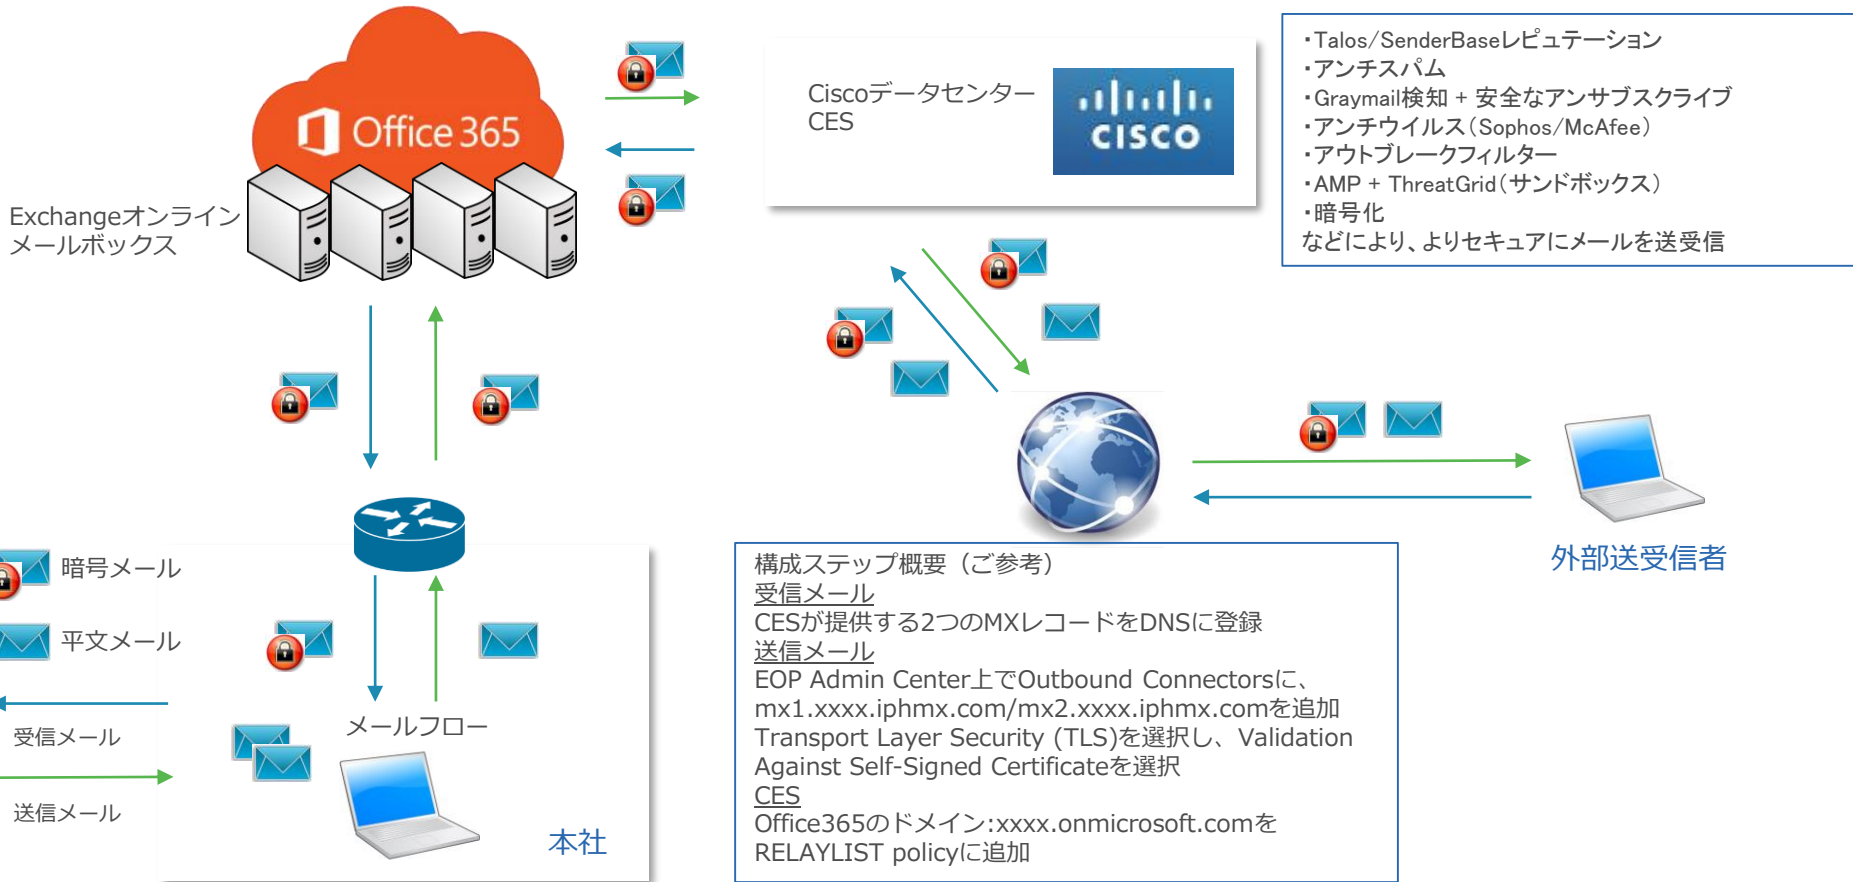 Office 365
Exchangeオンライン
メールボックス
Ciscoデータセンター
CES
CISCO
・Talos/SenderBaseレピュテーション
・アンチスパム
・Graymail検知 + 安全なアンサブスクライブ
・アンチウイルス（Sophos/McAfee）
・アウトブレークフィルター
・AMP + ThreatGrid（サンドボックス）
・暗号化
などにより、よりセキュアにメールを送受信
外部送受信者
暗号メール
平文メール
受信メール
送信メール
メールフロー
本社
構成ステップ概要（ご参考）
受信メール
CESが提供する2つのMXレコードをDNSに登録
送信メール
EOP Admin Center上でOutbound Connectorsに、
mx1.xxxx.iphmx.com/mx2.xxxx.iphmx.comを追加
Transport Layer Security (TLS)を選択し、Validation
Against Self-Signed Certificateを選択
CES
Office365のドメイン:xxxx.onmicrosoft.comを
RELAYLIST policyに追加